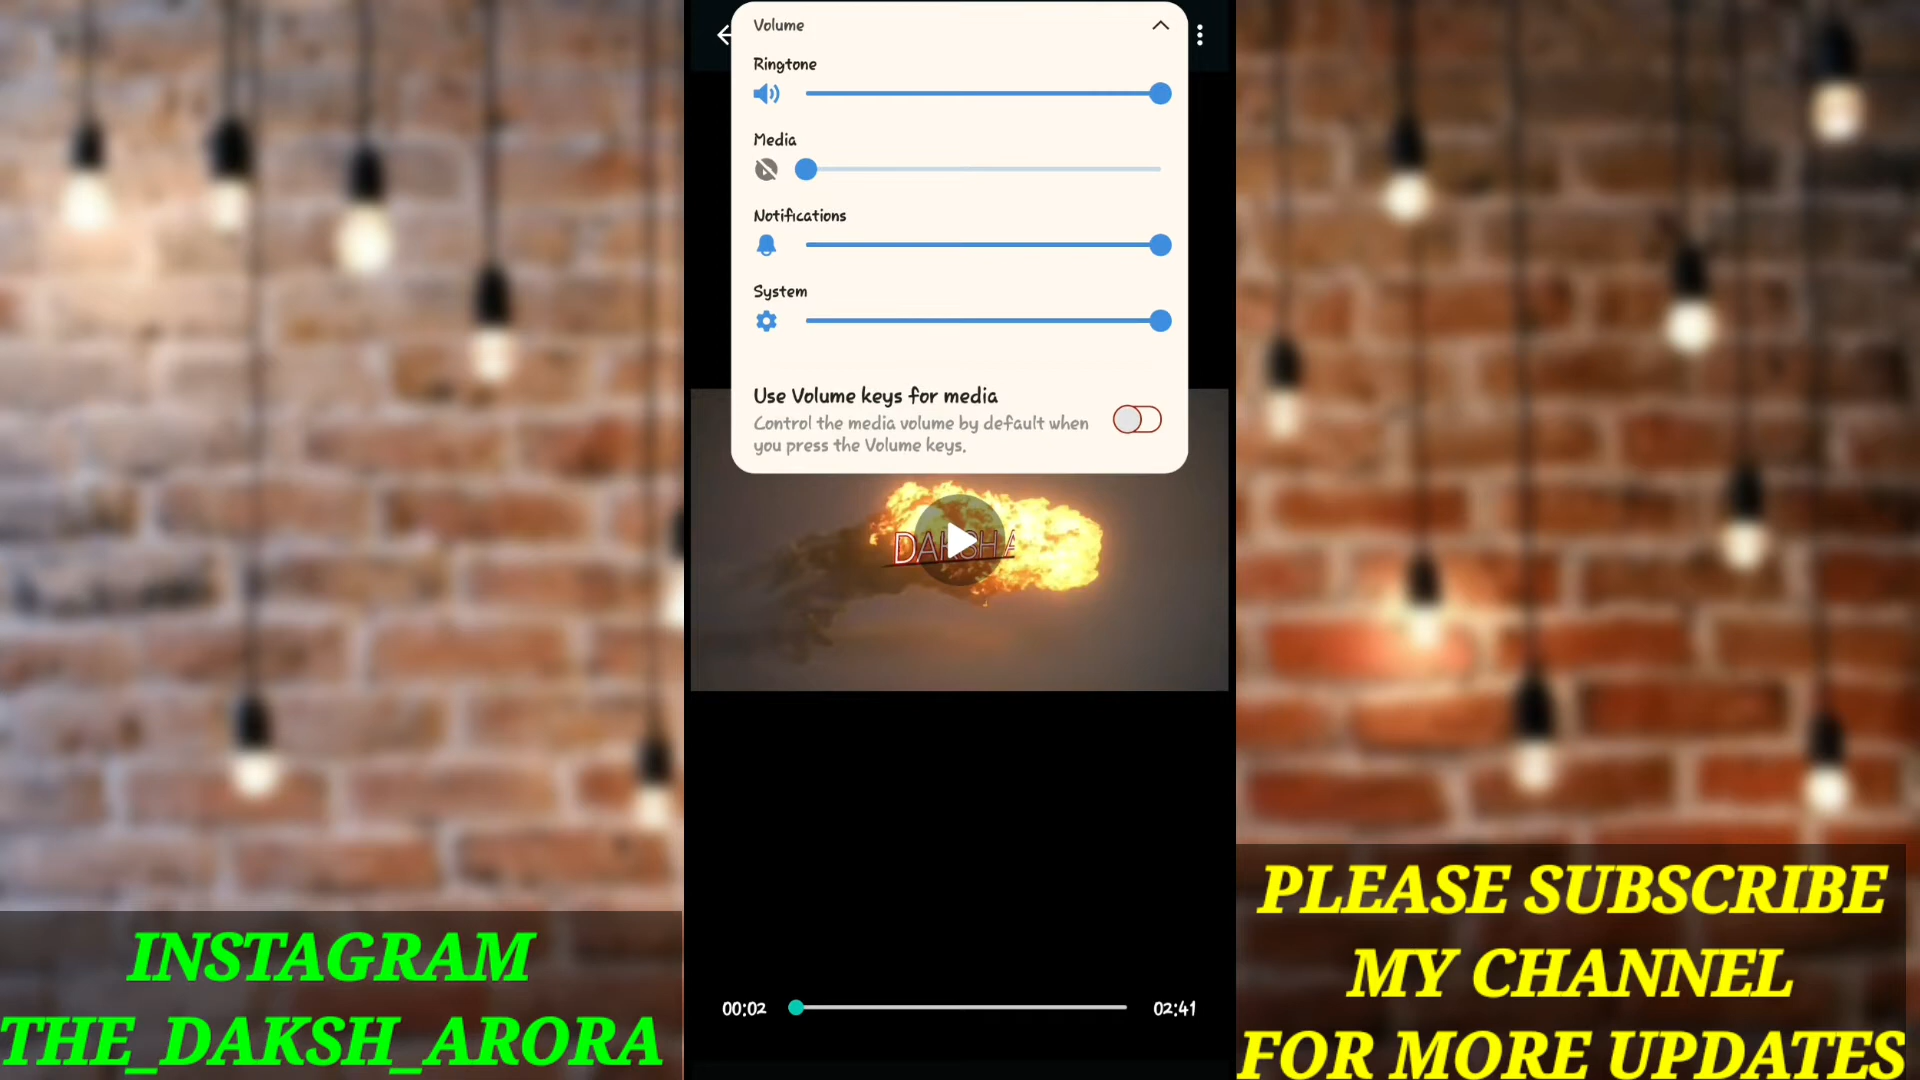 Volume
Ringtone
Media
Notifications
System
Use Volume keys for media
Control the media volume by default when
you press the Volume keys.
DAKSH A
00:02
02:41
INSTAGRAM
THE_DAKSH_ARORA
PLEASE SUBSCRIBE
MY CHANNEL
FOR MORE UPDATES